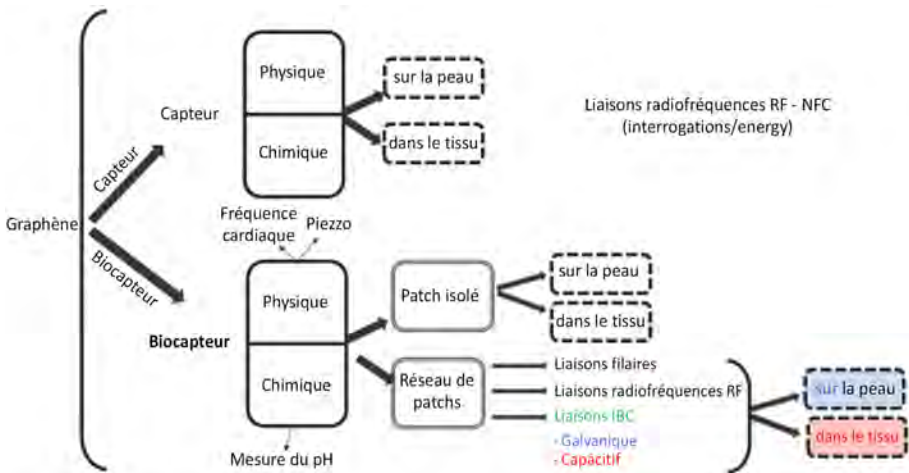 Physique
sur la peau
Capteur
Liaisons radiofréquences RF - NFC
(interrogations/energy)
dans le tissu
Chimique
Capteur
Graphène
Fréquence
cardiaque
Piezzo
Biocapteur
sur la peau
Physique
Patch isolé
dans le tissu
Biocapteur
Liaisons filaires
Chimique
Réseau de
patchs
Liaisons radiofréquences RF
sur la peau
Liaisons IBC
- Galvanique
dans le tissu
- Capàcitif
Mesure du pH